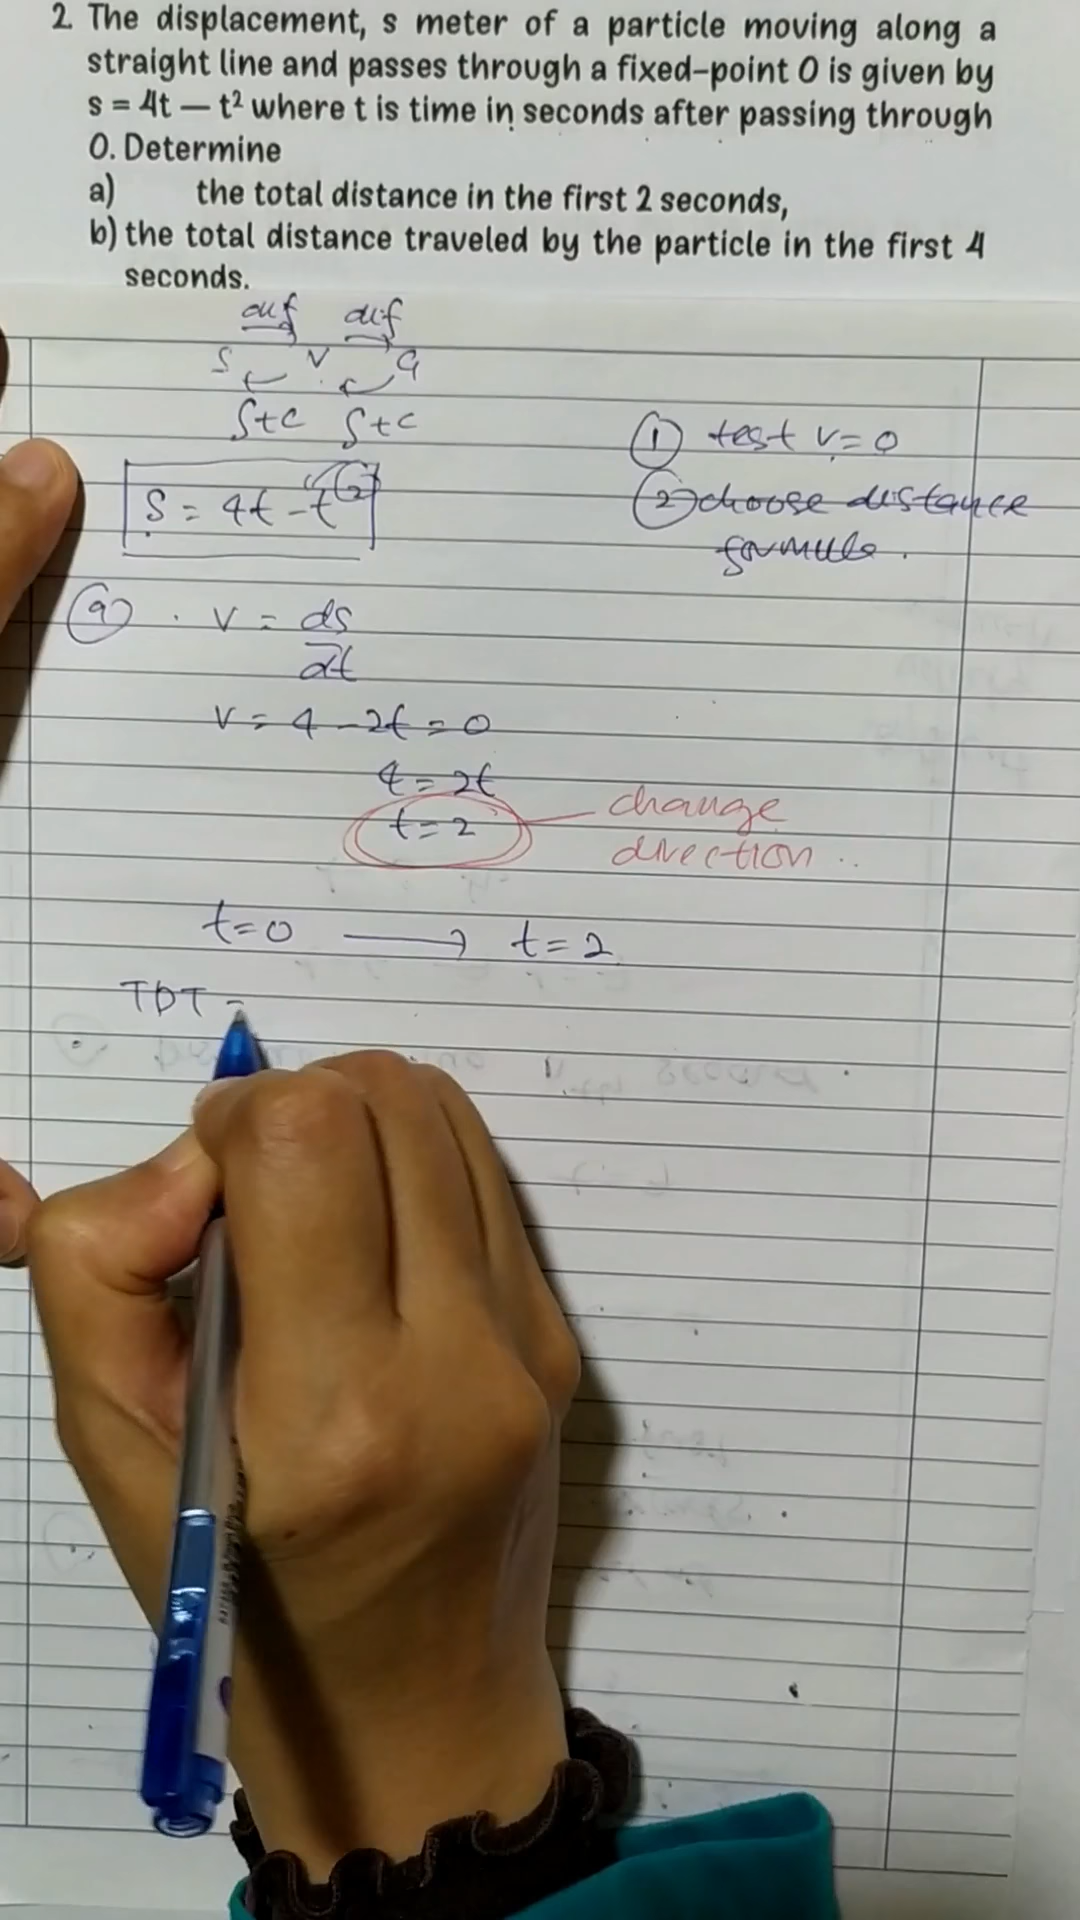 2. The displacement, s meter of a particle moving along a
straight line and passes through a fixed-point O is given by
s = 4t — t² where t is time in seconds after passing through
O. Determine
a) the total distance in the first 2 seconds,
b) the total distance traveled by the particle in the first 4
seconds.
dif dif
S V a
∫+c ∫+c
① test v=0
S = 4t - t²
② choose distance
formula.
ⓐ v = ds/dt
v = 4 - 2t = 0
4 = 2t
t = 2
change
direction
t=0 → t=2
TDT =